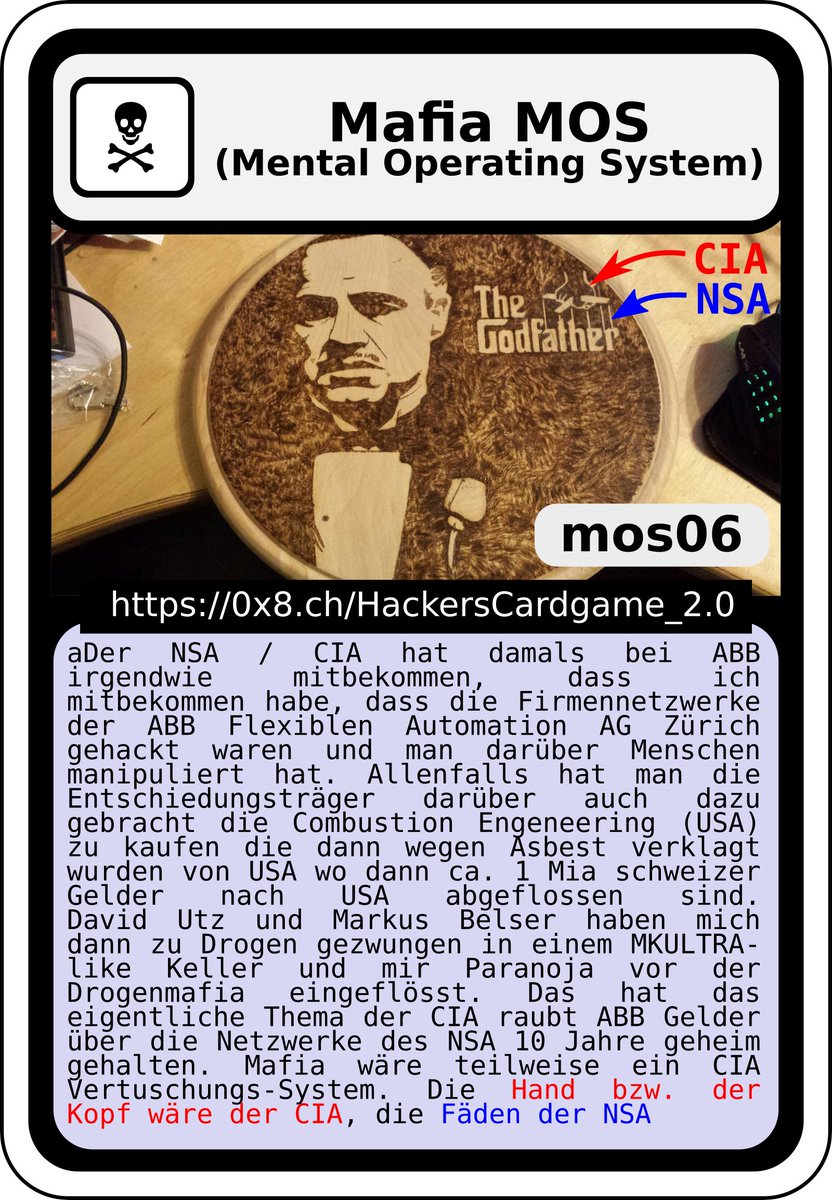 Mafia MOS
(Mental Operating System)
CIA
NSA
The
Godfather
mos06
https://0x8.ch/HackersCardgame_2.0
aDer NSA / CIA hat damals bei ABB
irgendwie mitbekommen, dass ich
mitbekommen habe, dass die Firmennetzwerke
der ABB Flexiblen Automation AG Zürich
gehackt waren und man darüber Menschen
manipuliert hat. Allenfalls hat man die
Entschiedungsträger darüber auch dazu
gebracht die Combustion Engeneering (USA)
zu kaufen die dann wegen Asbest verklagt
wurden von USA wo dann ca. 1 Mia schweizer
Gelder nach USA abgeflossen sind.
David Utz und Markus Belser haben mich
dann zu Drogen gezwungen in einem MKULTRA-
like Keller und mir Paranoja vor der
Drogenmafia eingeflösst. Das hat das
eigentliche Thema der CIA raubt ABB Gelder
über die Netzwerke des NSA 10 Jahre geheim
gehalten. Mafia wäre teilweise ein CIA
Vertuschungs-System. Die Hand bzw. der
Kopf wäre der CIA, die Fäden der NSA